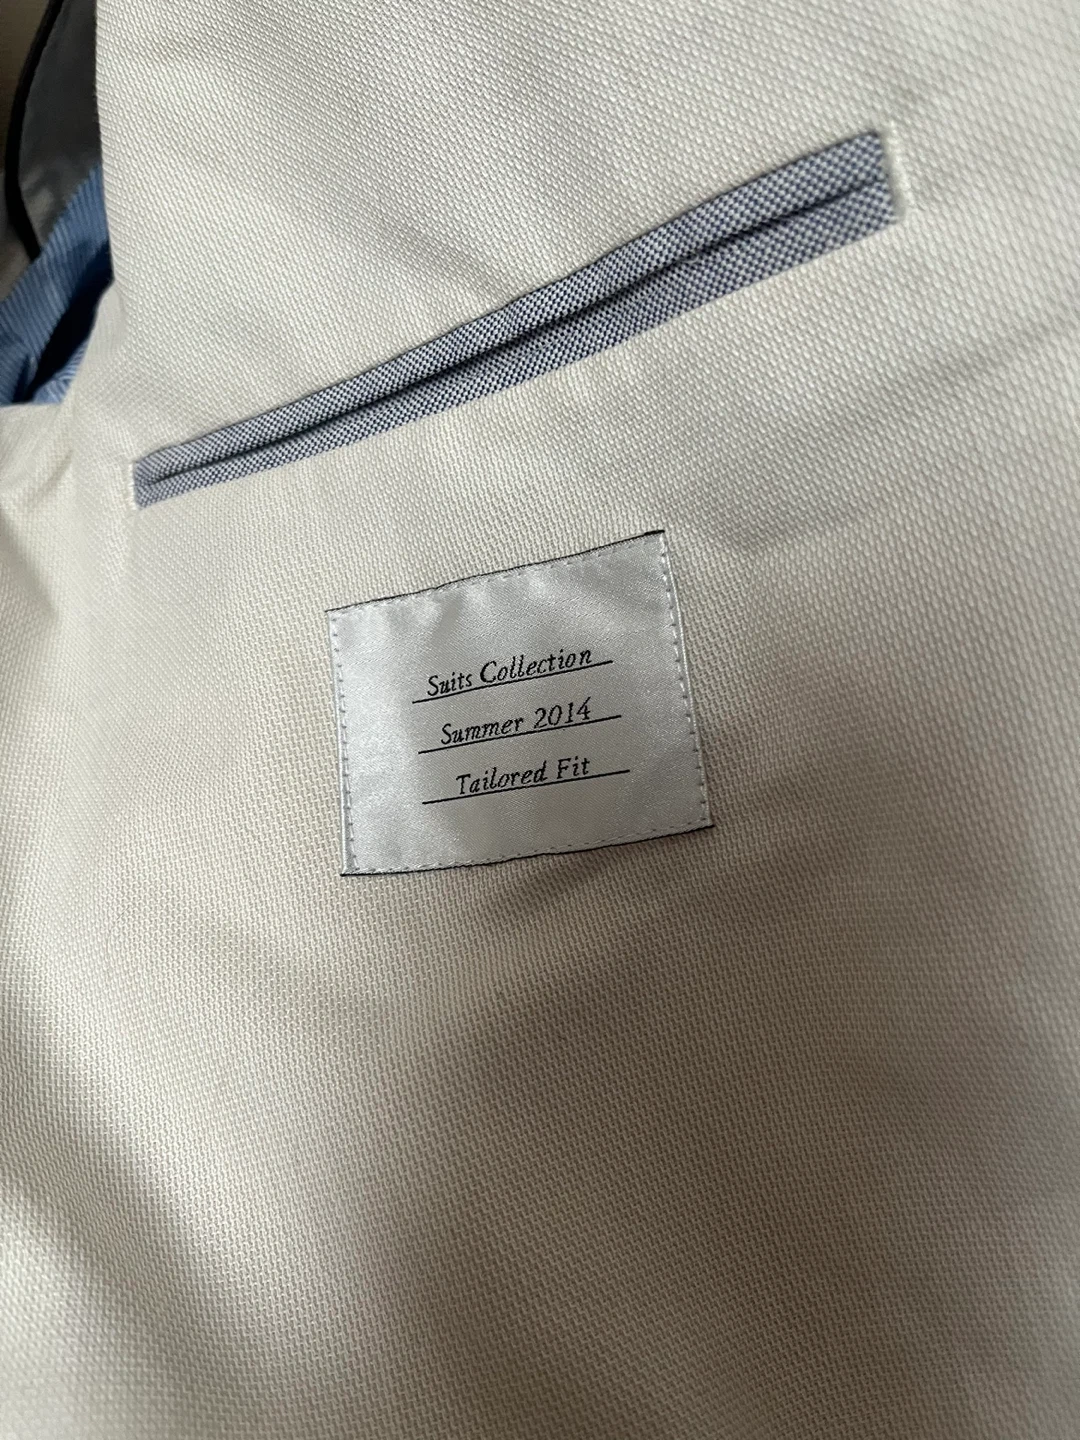 Suits Collection
Summer 2014
Tailored Fit